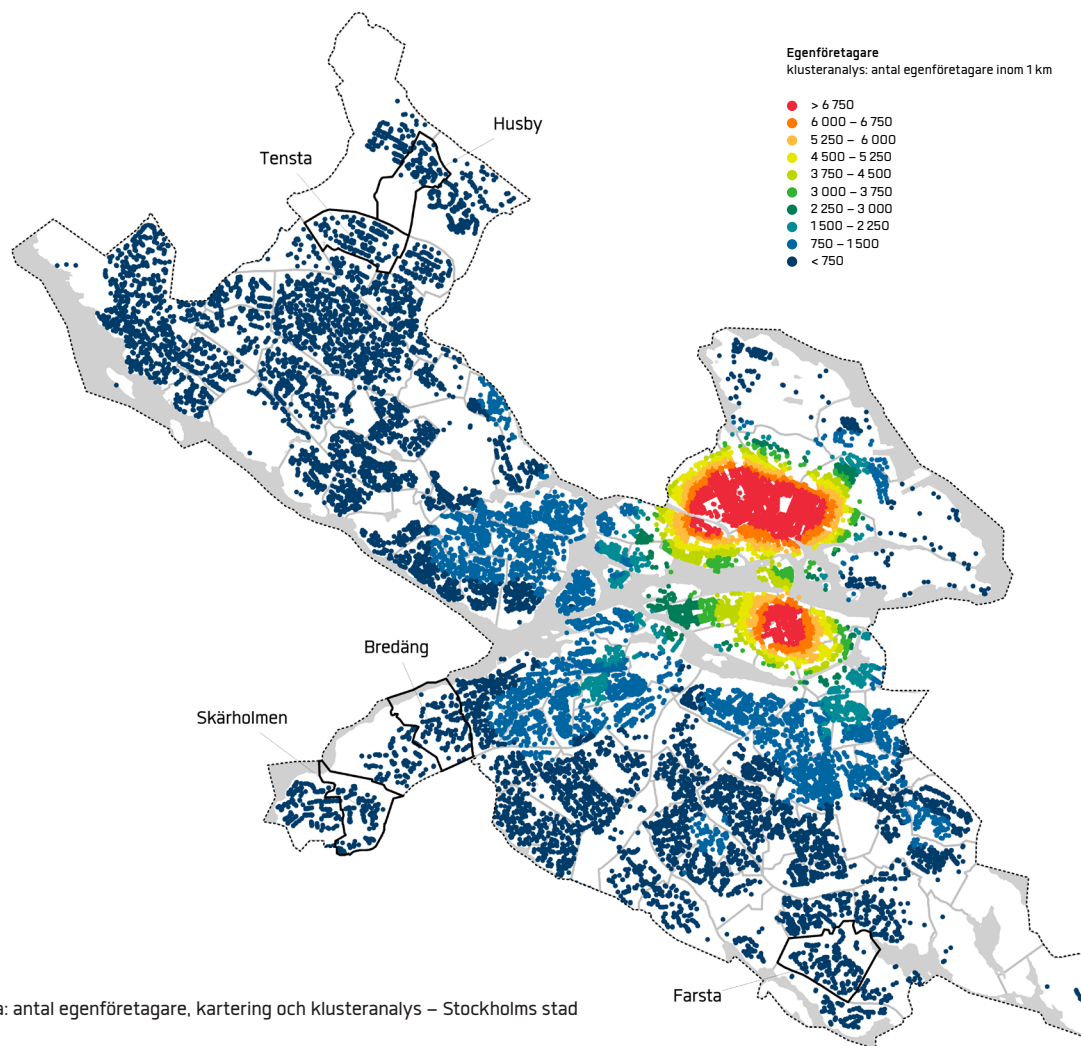 Egenföretagare
klusteranalys: antal egenföretagare inom 1 km
> 6 750
6 000 – 6 750
5 250 – 6 000
4 500 – 5 250
3 750 – 4 500
3 000 – 3 750
2 250 – 3 000
1 500 – 2 250
750 – 1 500
< 750
Husby
Tensta
Bredäng
Skärholmen
Farsta
antal egenföretagare, kartering och klusteranalys – Stockholms stad